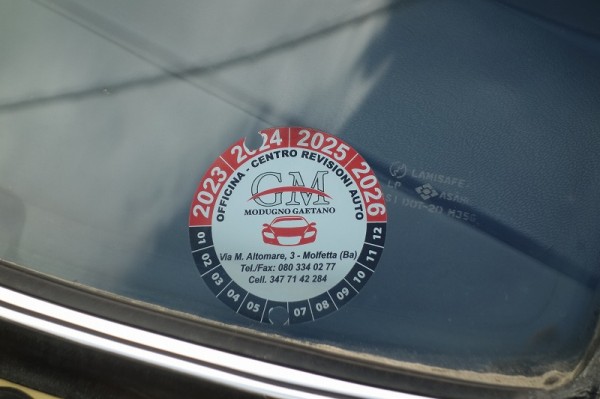 2023 2024 2025 2026
OFFICINA - CENTRO REVISIONI AUTO
GM
MODUGNO GAETANO
Via M. Altomare, 3 - Molfetta (Ba)
Tel./Fax: 080 334 02 77
Cell. 347 71 42 284
01 02 03 04 05 07 08 09 10 11 12
LAMISAFE